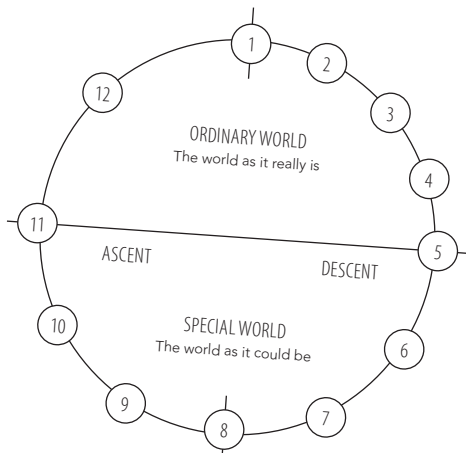 1
2
12
3
ORDINARY WORLD
The world as it really is
4
11
5
ASCENT
DESCENT
10
SPECIAL WORLD
The world as it could be
6
9
7
8